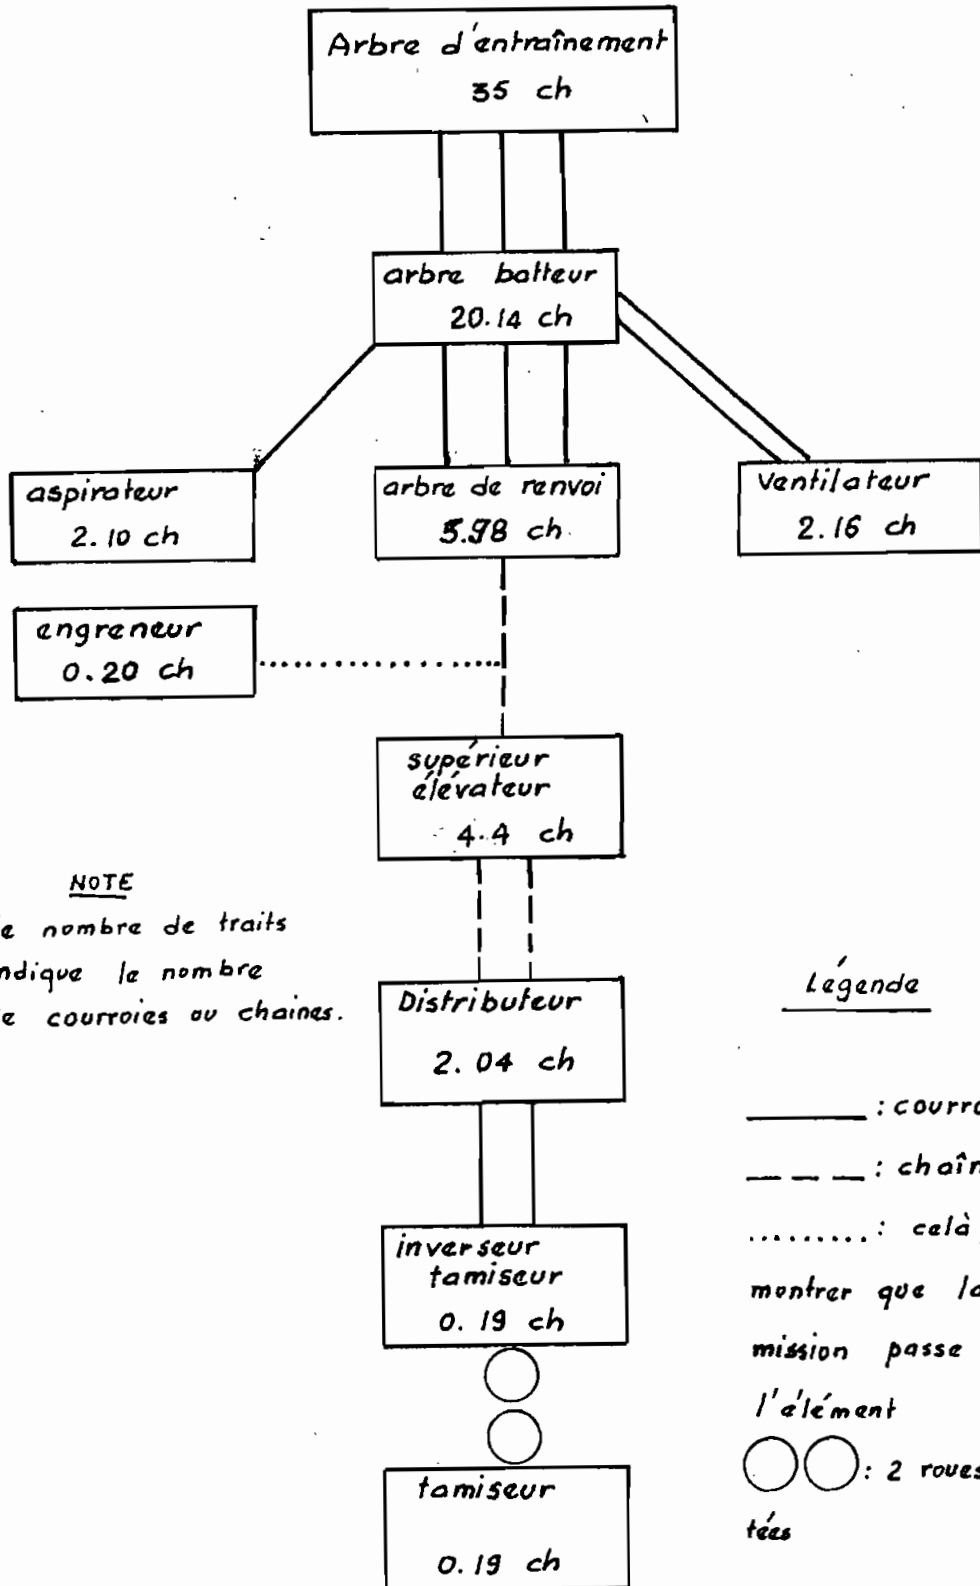 Arbre d'entraînement
35 ch
arbre batteur
20.14 ch
aspirateur
2.10 ch
arbre de renvoi
5.98 ch
Ventilateur
2.16 ch
engreneur
0.20 ch
supérieur
élévateur
4.4 ch
NOTE
e nombre de traits
ndique le nombre
e courroies ou chaines.
Distributeur
2.04 ch
Légende
: courro
: chaîn
: celà
montrer que la
mission passe
l'élément
: 2 roues
tées
inverseur
tamiseur
0.19 ch
tamiseur
0.19 ch